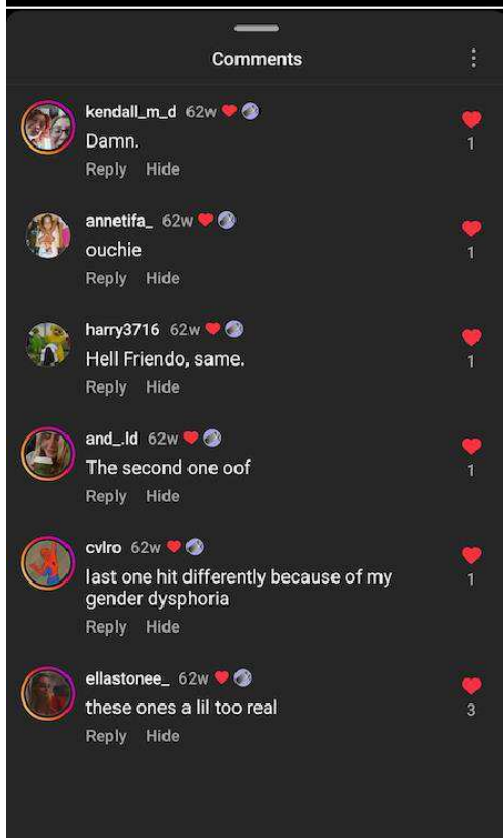 Comments
kendall_m_d 62w
Damn.
1
Reply Hide
annetifa_ 62w
ouchie
1
Reply Hide
harry3716 62w
Hell Friendo, same.
1
Reply Hide
and_.ld 62w
The second one oof
1
Reply Hide
cvlro 62w
last one hit differently because of my
1
gender dysphoria
Reply Hide
ellastonee_ 62w
these ones a lil too real
3
Reply Hide